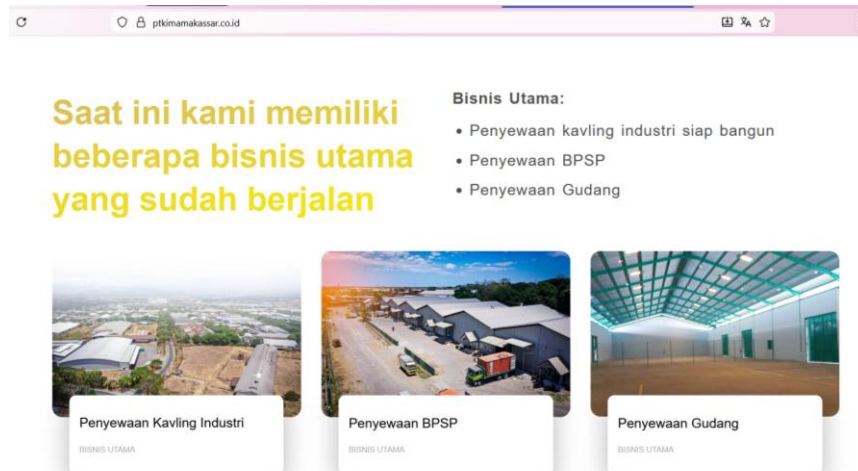 ptkimamakassar.co.id
Saat ini kami memiliki
beberapa bisnis utama
yang sudah berjalan
Bisnis Utama:
• Penyewaan kavling industri siap bangun
• Penyewaan BPSP
• Penyewaan Gudang
Penyewaan Kavling Industri
BISNIS UTAMA
Penyewaan BPSP
BISNIS UTAMA
Penyewaan Gudang
BISNIS UTAMA